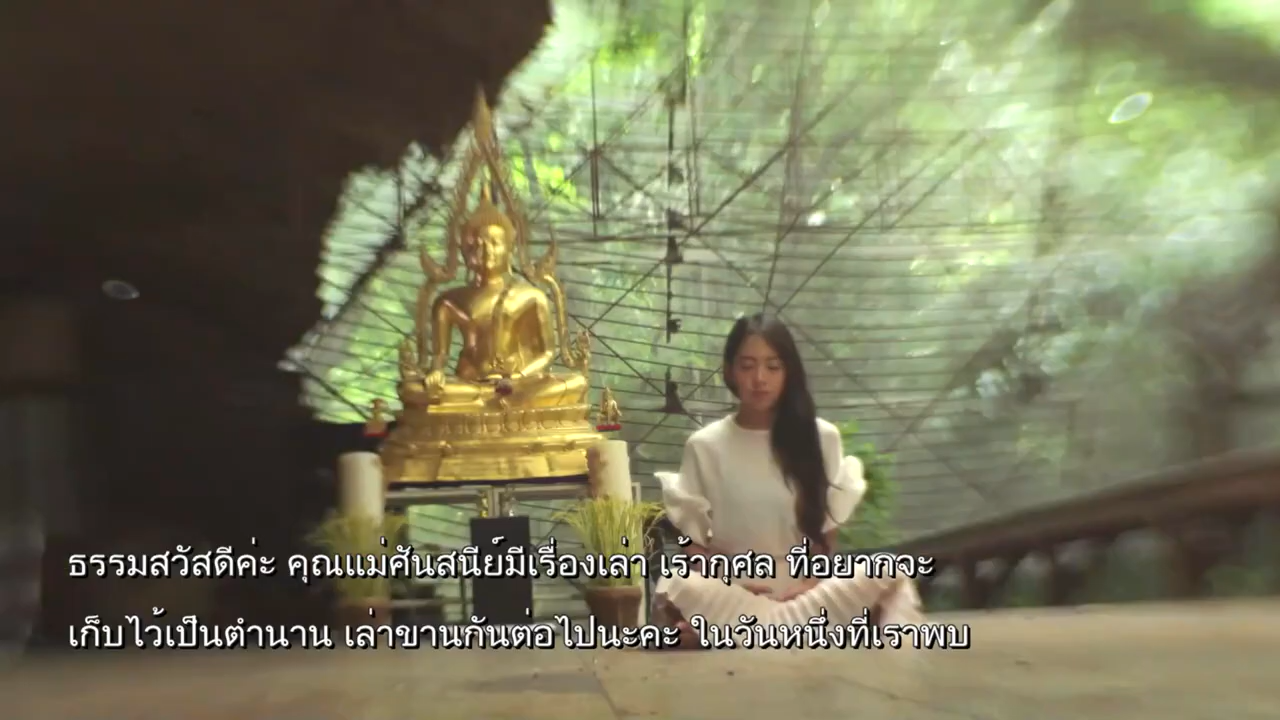 ธรรมสวัสดีค่ะ คุณแม่ศันสนีย์มีเรื่องเล่า เร้ากุศล ที่อยากจะ
เก็บไว้เป็นตำนาน เล่าขานกันต่อไปนะคะ ในวันหนึ่งที่เราพบ